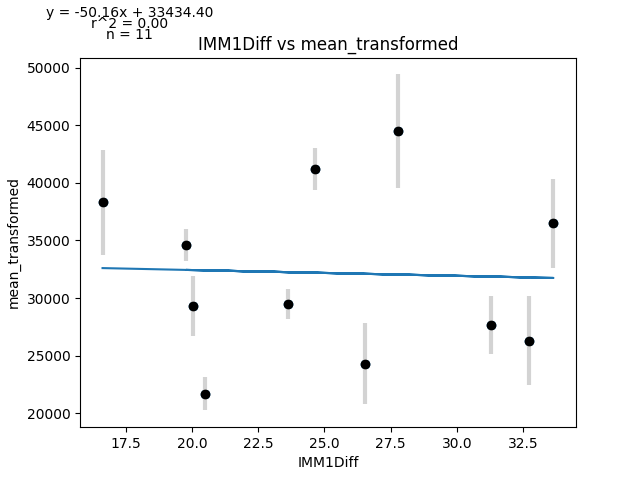 y = -50.16x + 33434.40
r^2 = 0.00
n = 11
IMM1Diff vs mean_transformed
50000
45000
40000
35000
30000
25000
20000
mean_transformed
17.5 20.0 22.5 25.0 27.5 30.0 32.5
IMM1Diff